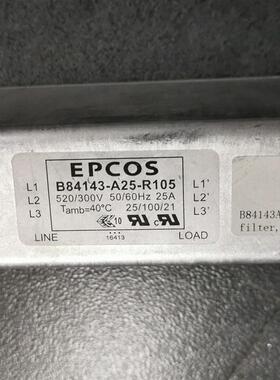 EPCOS
L1 B84143-A25-R105 L1'
L2 520/300V 50/60Hz 25A L2'
L3 Tamb=40°C 25/100/21 L3'
10
LINE 16413 LOAD
B84143A
filter,